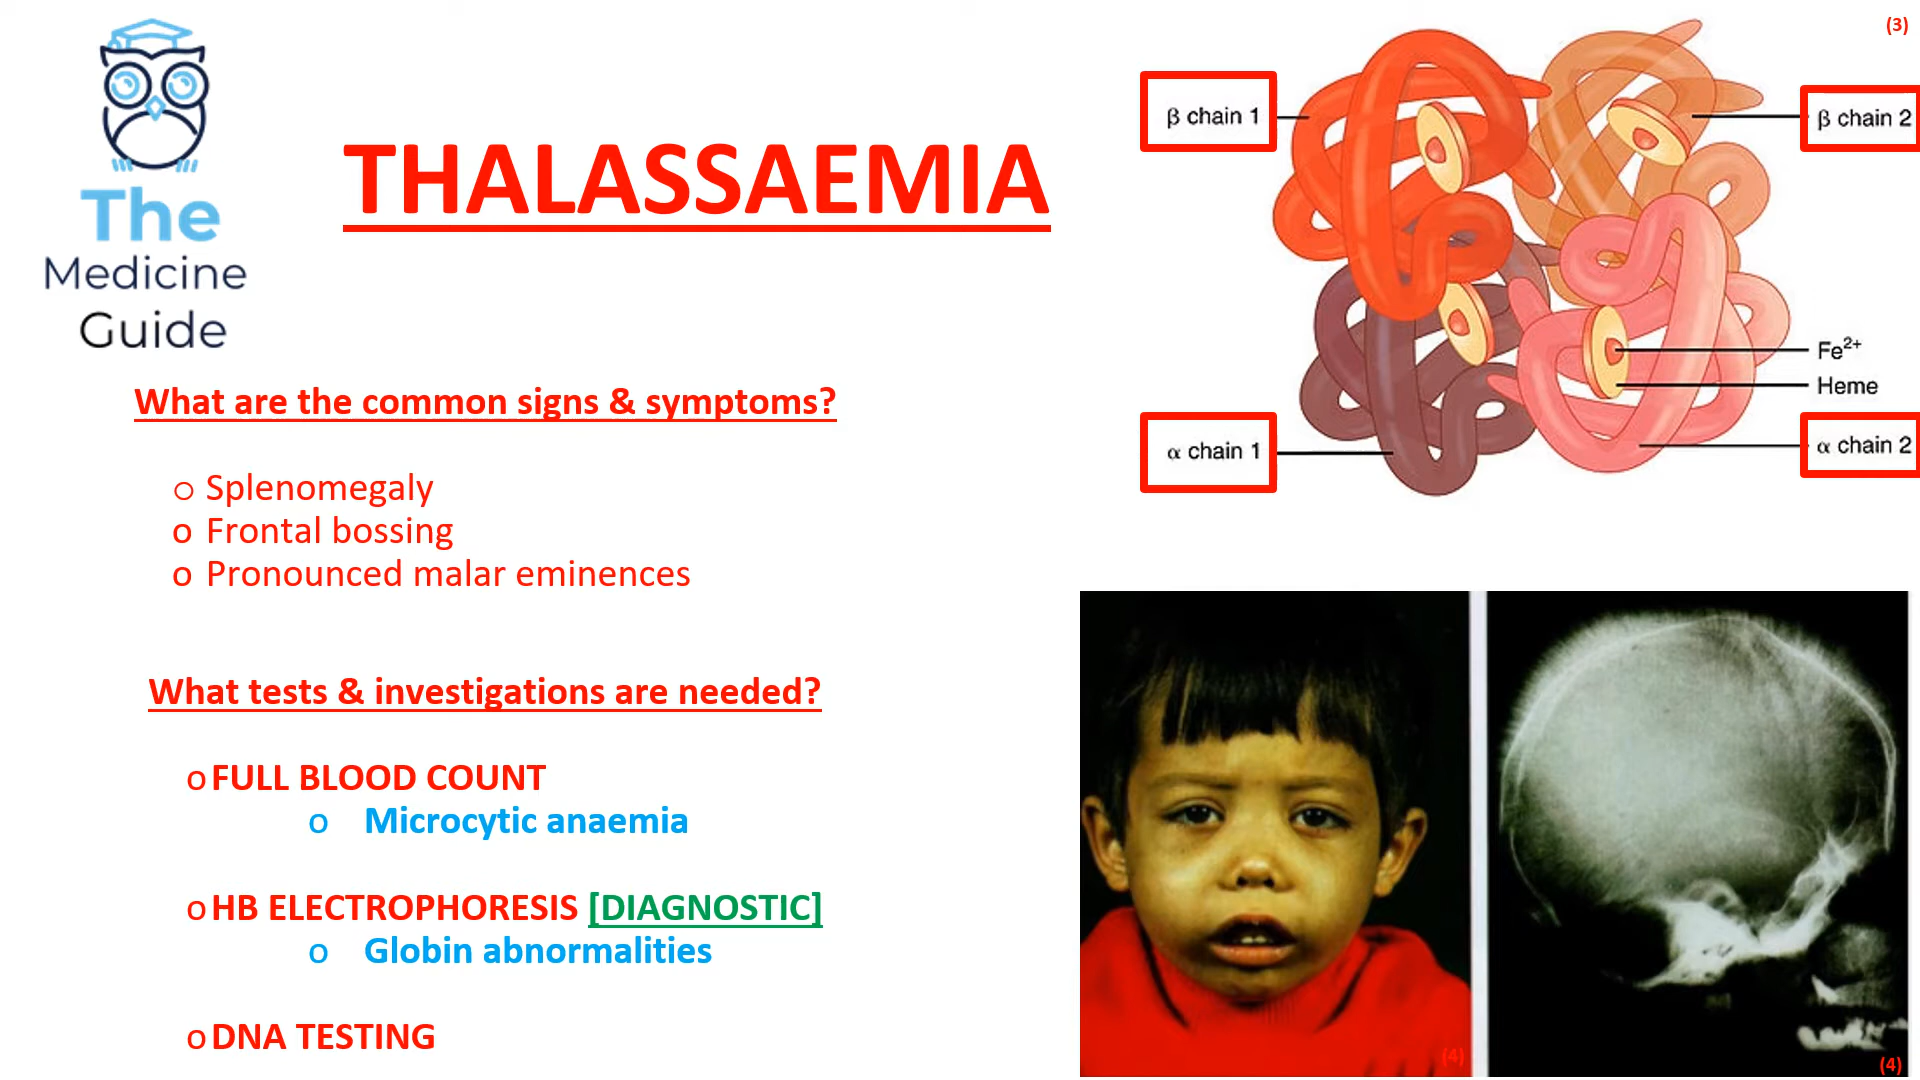 The
Medicine
Guide
THALASSAEMIA
What are the common signs & symptoms?
o Splenomegaly
o Frontal bossing
o Pronounced malar eminences
What tests & investigations are needed?
o FULL BLOOD COUNT
o Microcytic anaemia
o HB ELECTROPHORESIS [DIAGNOSTIC]
o Globin abnormalities
o DNA TESTING
(3)
β chain 1
β chain 2
Fe²⁺
Heme
α chain 1
α chain 2
(4)
(4)